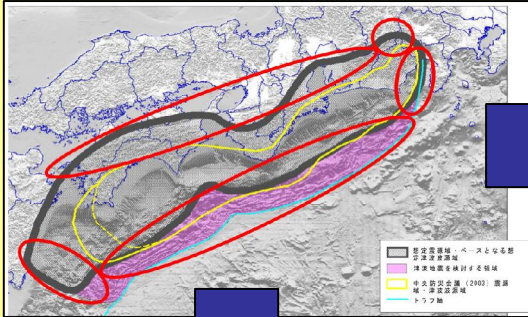 想定震源域・ベースとなる想
定津波波源域
津波地震を検討する領域
中央防災会議（2003）震源
域・津波波源域
トラフ軸